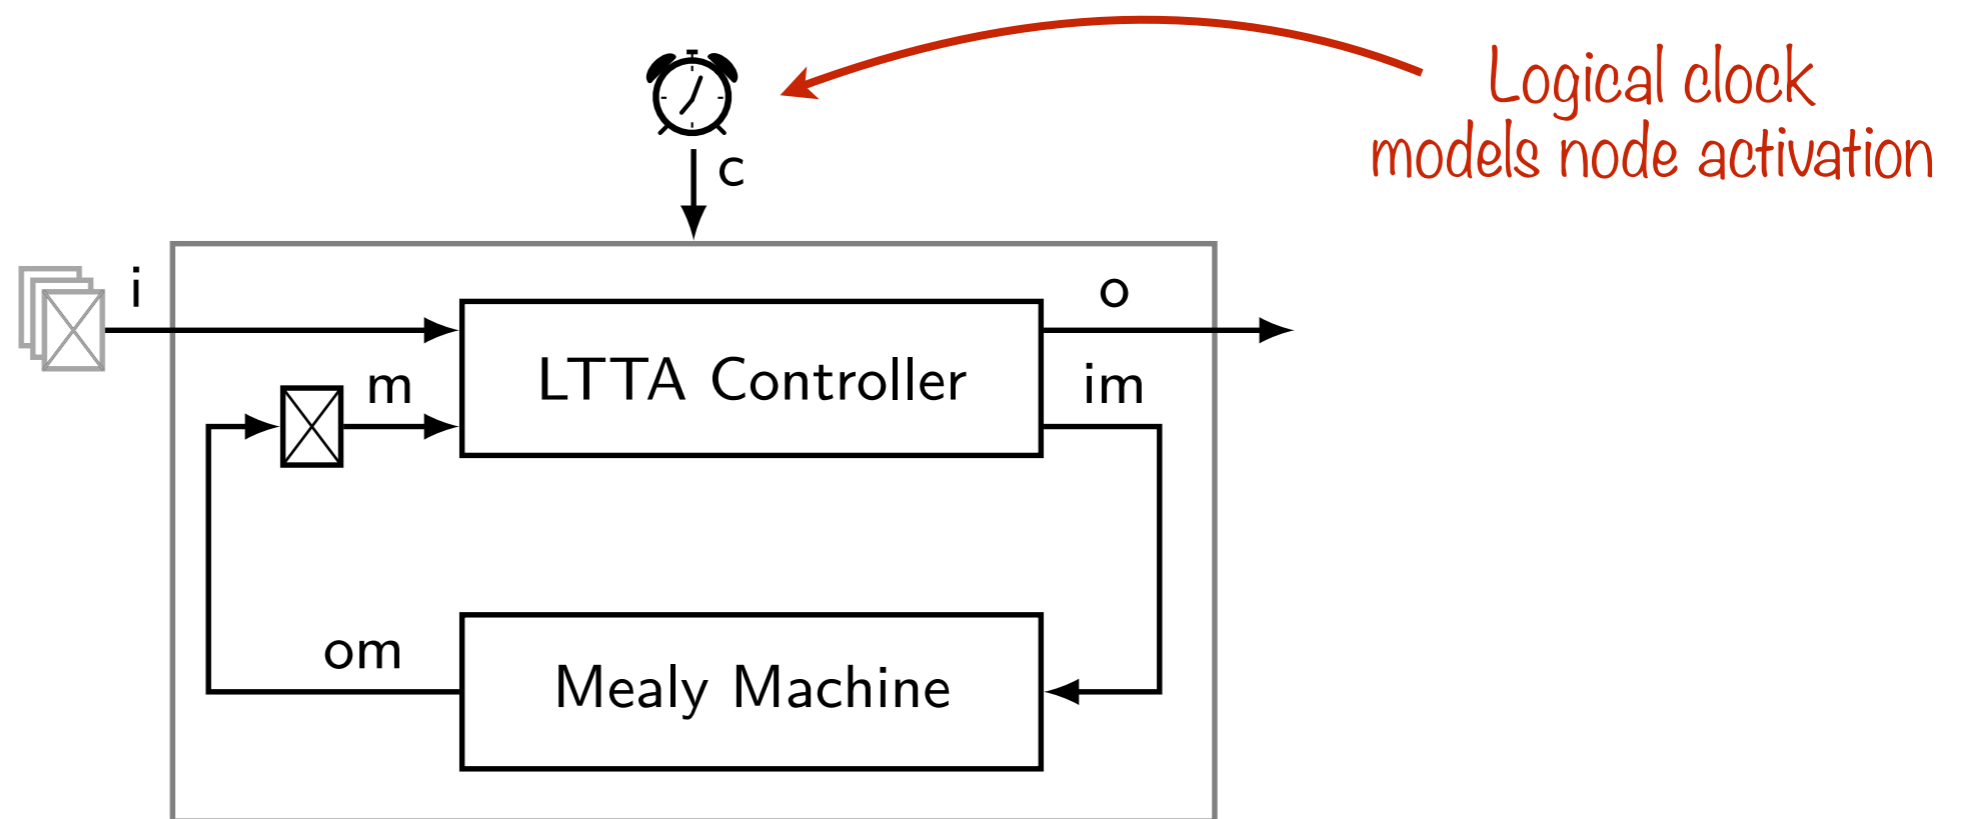 Logical clock
models node activation
c
i
o
LTTA Controller
m
im
om
Mealy Machine